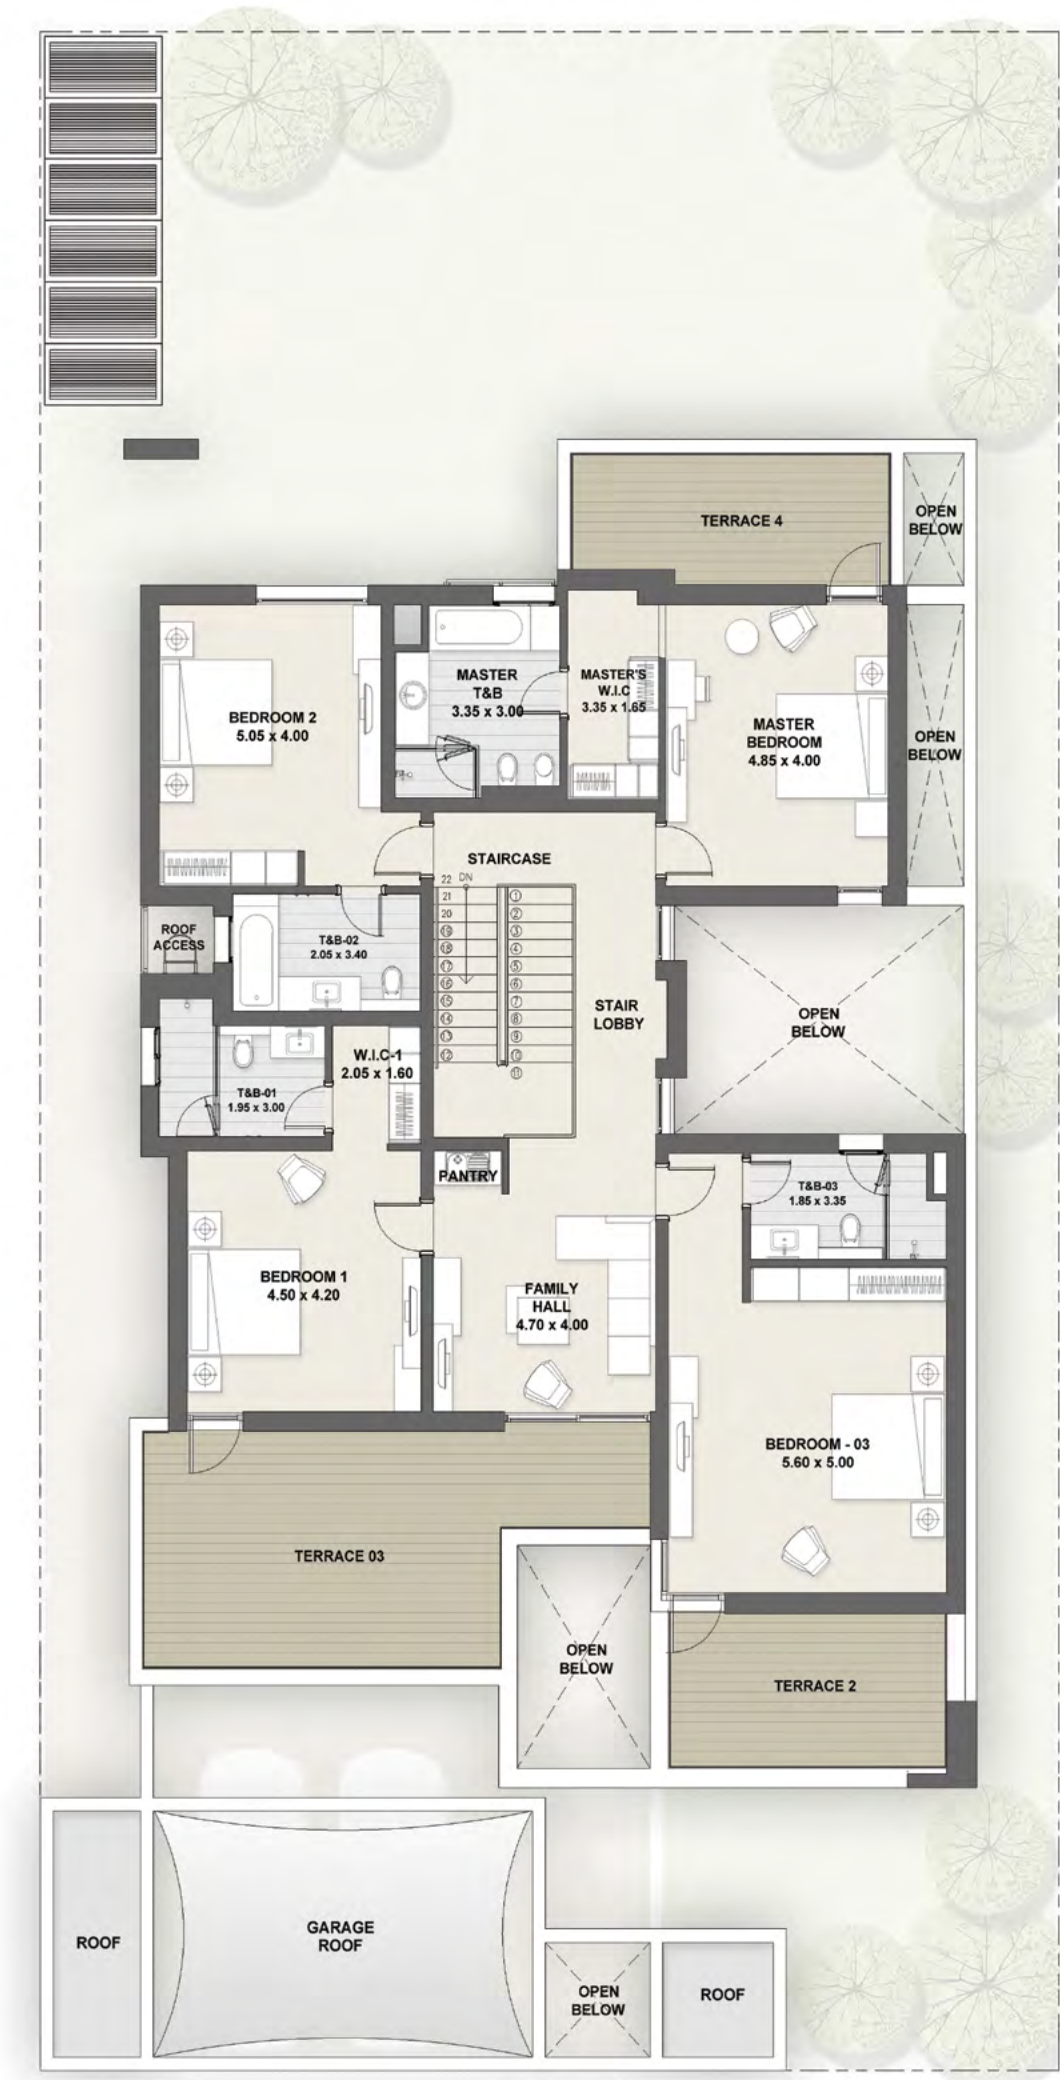 TERRACE 4
OPEN
BELOW
BEDROOM 2
5.05 x 4.00
MASTER
T&B
3.35 x 3.00
MASTER'S
W.I.C
3.35 x 1.65
MASTER
BEDROOM
4.85 x 4.00
OPEN
BELOW
STAIRCASE
22 DN
21
20
19
18
17
16
15
14
13
12
1
2
3
4
5
6
7
8
9
10
11
ROOF
ACCESS
T&B-02
2.05 x 3.40
STAIR
LOBBY
OPEN
BELOW
W.I.C-1
2.05 x 1.60
T&B-01
1.95 x 3.00
PANTRY
T&B-03
1.85 x 3.35
BEDROOM 1
4.50 x 4.20
FAMILY
HALL
4.70 x 4.00
BEDROOM - 03
5.60 x 5.00
TERRACE 03
OPEN
BELOW
TERRACE 2
ROOF
GARAGE
ROOF
OPEN
BELOW
ROOF